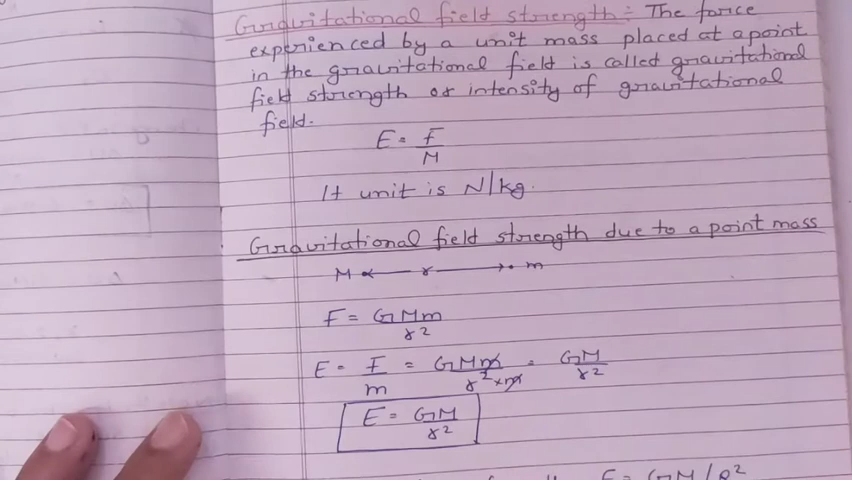 Gravitational field strength:- The force
experienced by a unit mass placed at a point
in the gravitational field is called gravitational
field strength or intensity of gravitational
field.
E = F/M
It unit is N/kg.
Gravitational field strength due to a point mass
M ← r → m
F = GMm/r²
E = F/m = GMm/r²×m = GM/r²
E = GM/r²
E = GM/R²